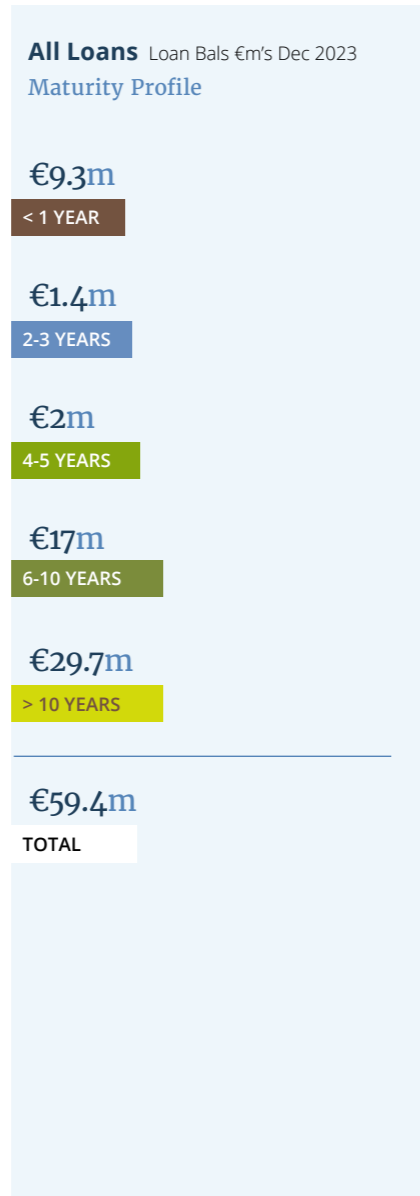 All Loans Loan Bals €m’s Dec 2023
Maturity Profile
€9.3m
< 1 YEAR
€1.4m
2-3 YEARS
€2m
4-5 YEARS
€17m
6-10 YEARS
€29.7m
> 10 YEARS
€59.4m
TOTAL